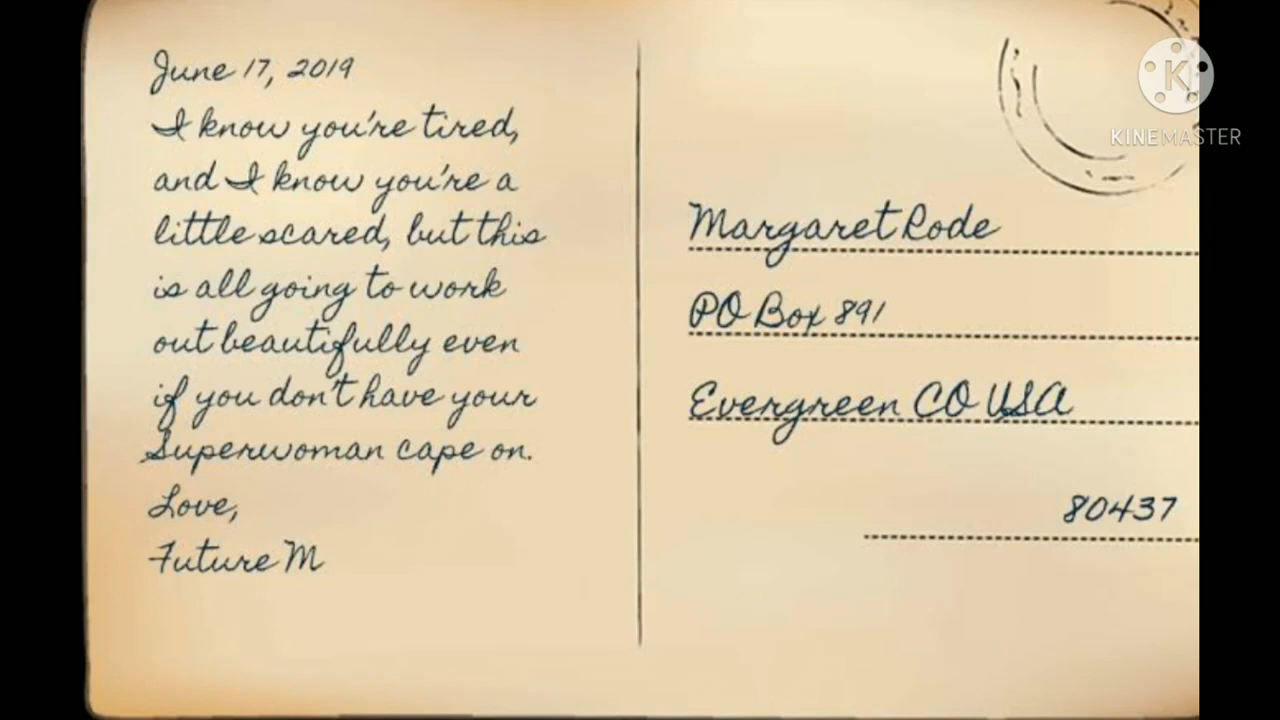 June 17, 2019
I know you're tired,
and I know you're a
little scared, but this
is all going to work
out beautifully even
if you don't have your
Superwoman cape on.
Love,
Future M
Margaret Rode
PO Box 891
Evergreen CO USA
80437
KINEMASTER